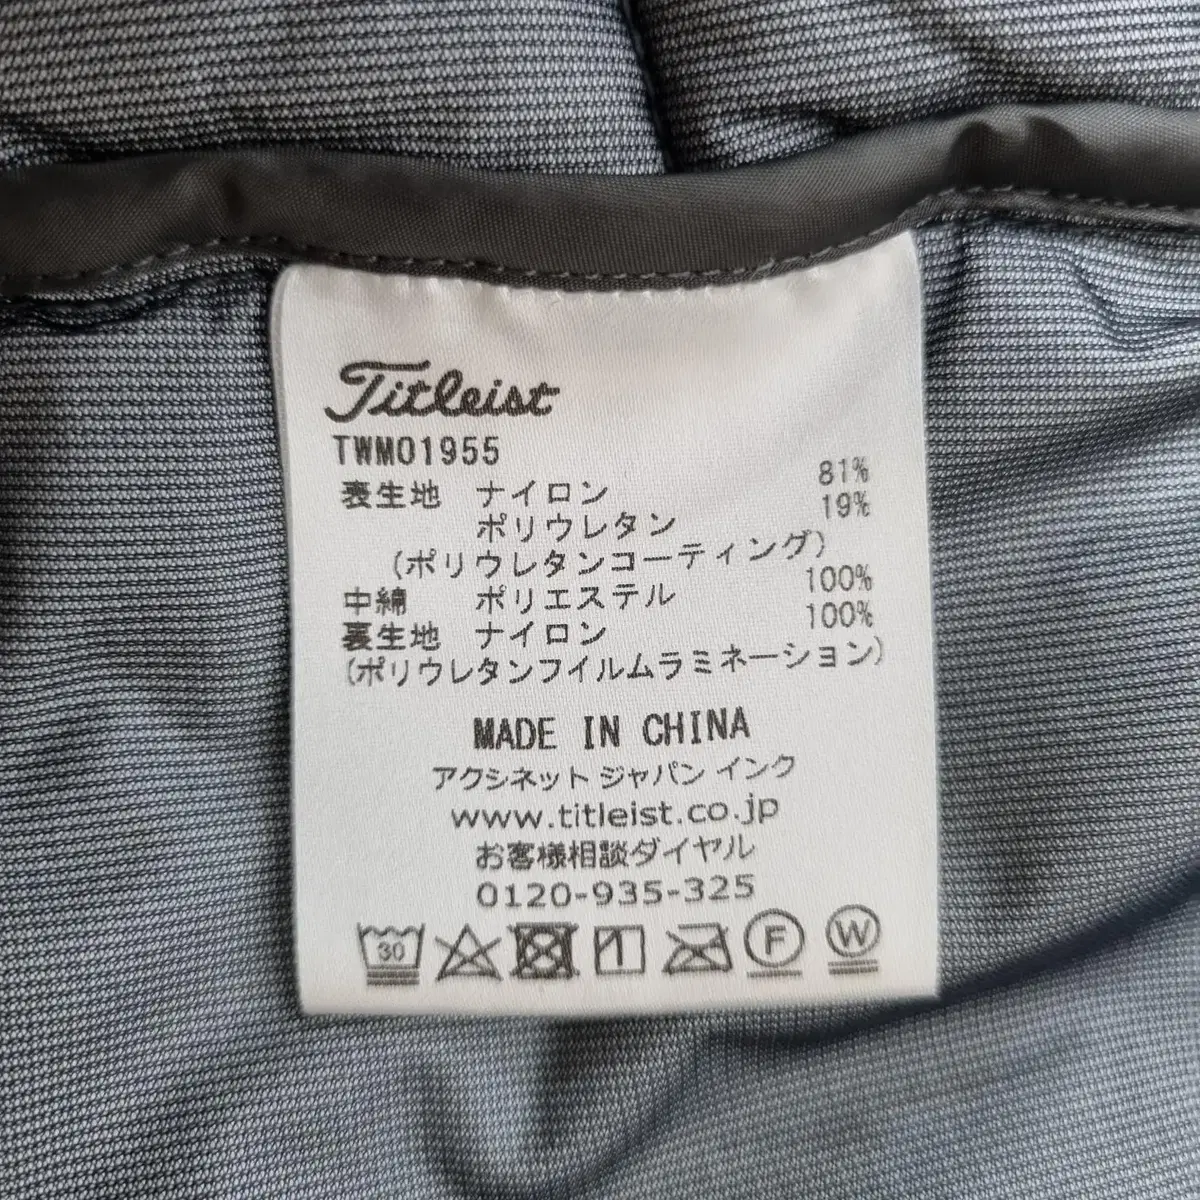 Titleist
TWM01955
表生地 ナイロン 81%
ポリウレタン 19%
(ポリウレタンコーティング)
中綿 ポリエステル 100%
裏生地 ナイロン 100%
(ポリウレタンフイルムラミネーション)
MADE IN CHINA
アクシネット ジャパン インク
www.titleist.co.jp
お客様相談ダイヤル
0120-935-325
30 F W